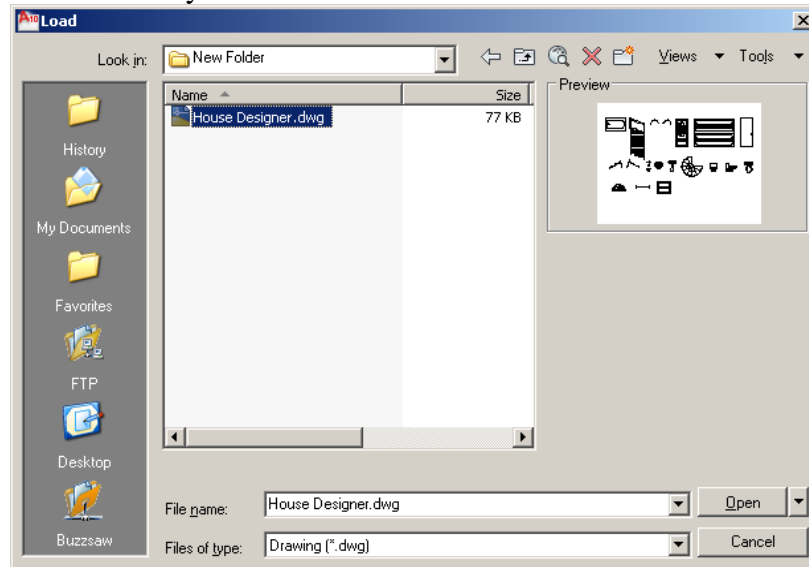 Load
Look in: New Folder Views Tools
Name Size Preview
House Designer.dwg 77 KB
History
My Documents
Favorites
FTP
Desktop
Buzzsaw
File name: House Designer.dwg Open
Files of type: Drawing (*.dwg) Cancel